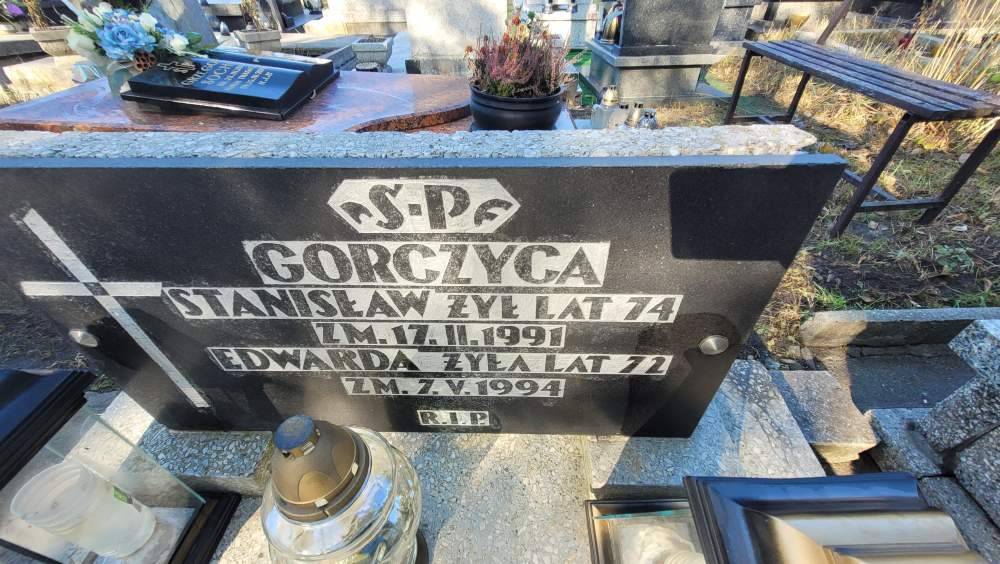 S-P
GORCZYCA
STANISŁAW ŻYŁ LAT 74
ZM. 17.II.1991
EDWARDA ŻYŁA LAT 72
ZM. 7.V.1994
R.I.P.